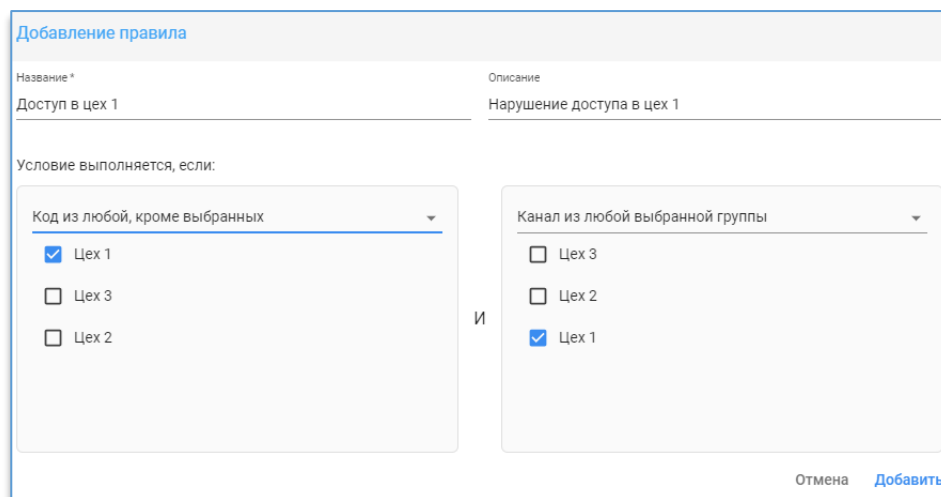 Добавление правила
Название *
Описание
Доступ в цех 1
Нарушение доступа в цех 1
Условие выполняется, если:
Код из любой, кроме выбранных
Цех 1
Цех 3
Цех 2
И
Канал из любой выбранной группы
Цех 3
Цех 2
Цех 1
Отмена
Добавить